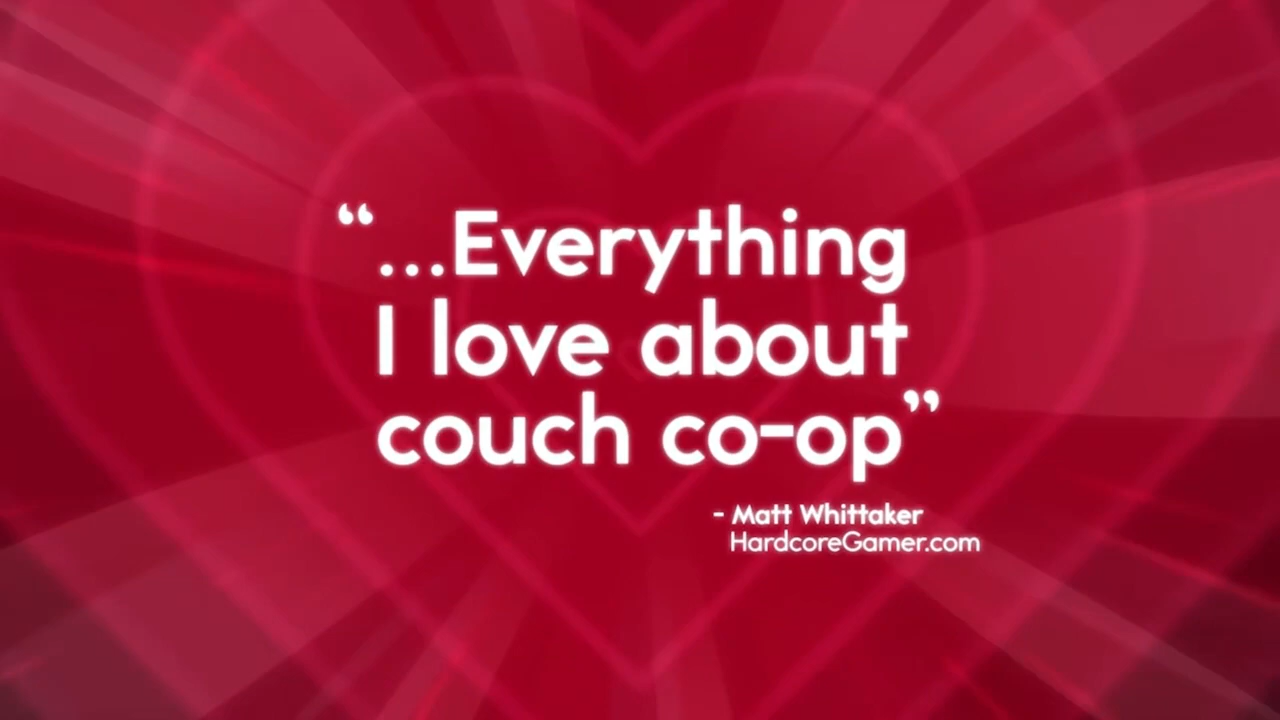 “...Everything
I love about
couch co-op”
- Matt Whittaker
HardcoreGamer.com